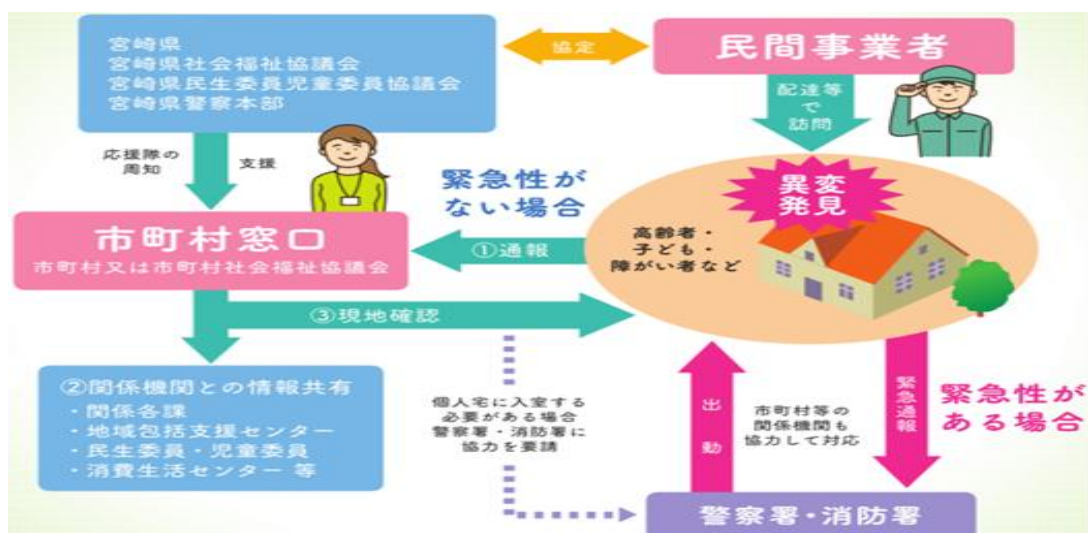 宮崎県
宮崎県社会福祉協議会
宮崎県民生委員児童委員協議会
宮崎県警察本部
協定
民間事業者
配達等
で
訪問
応援隊の
周知
支援
緊急性が
ない場合
異変
発見
市町村窓口
市町村又は市町村社会福祉協議会
①通報
高齢者・
子ども・
障がい者など
③現地確認
②関係機関との情報共有
・関係各課
・地域包括支援センター
・民生委員・児童委員
・消費生活センター 等
個人宅に入室する
必要がある場合
警察署・消防署に
協力を要請
出動
市町村等の
関係機関も
協力して対応
緊急通報
緊急性が
ある場合
警察署・消防署